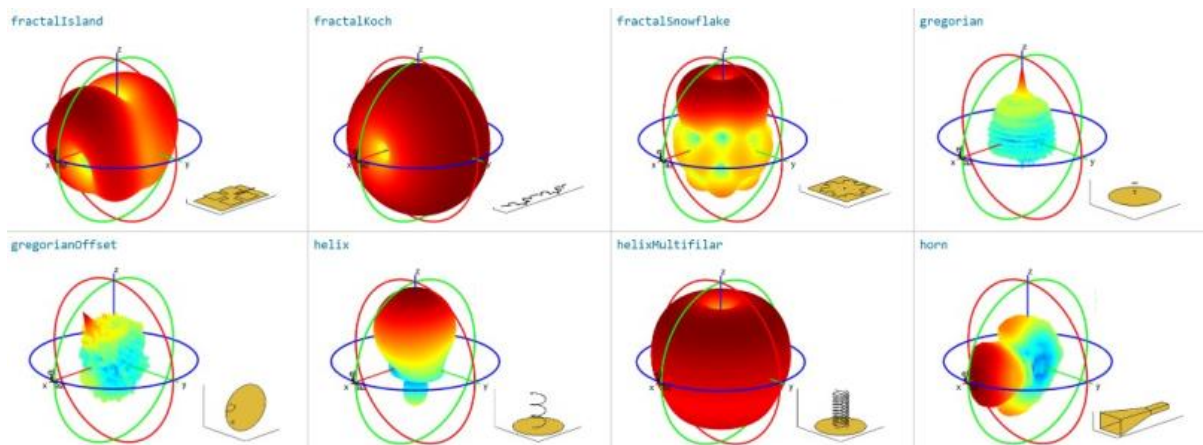 fractalIsland
fractalKoch
fractalSnowflake
gregorian
z
z
z
z
x
y
x
y
x
y
x
y
gregorianOffset
helix
helixMultifilar
horn
z
z
z
z
x
y
x
y
x
y
x
y